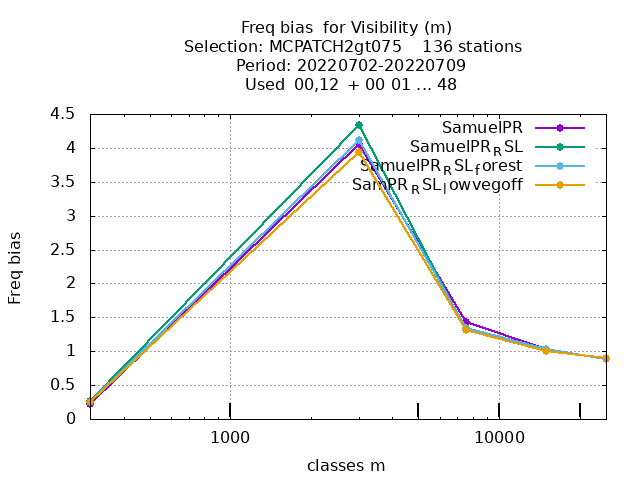 Freq bias  for Visibility (m)
Selection: MCPATCH2gt075    136 stations
Period: 20220702-20220709
Used  00,12  + 00 01 ... 48
SamuelPR
SamuelPR_RSL
SamuelPR_RSL_forest
SamPR_RSL_lowvegoff
4.5
4
3.5
3
2.5
2
1.5
1
0.5
0
Freq bias
1000
10000
classes m